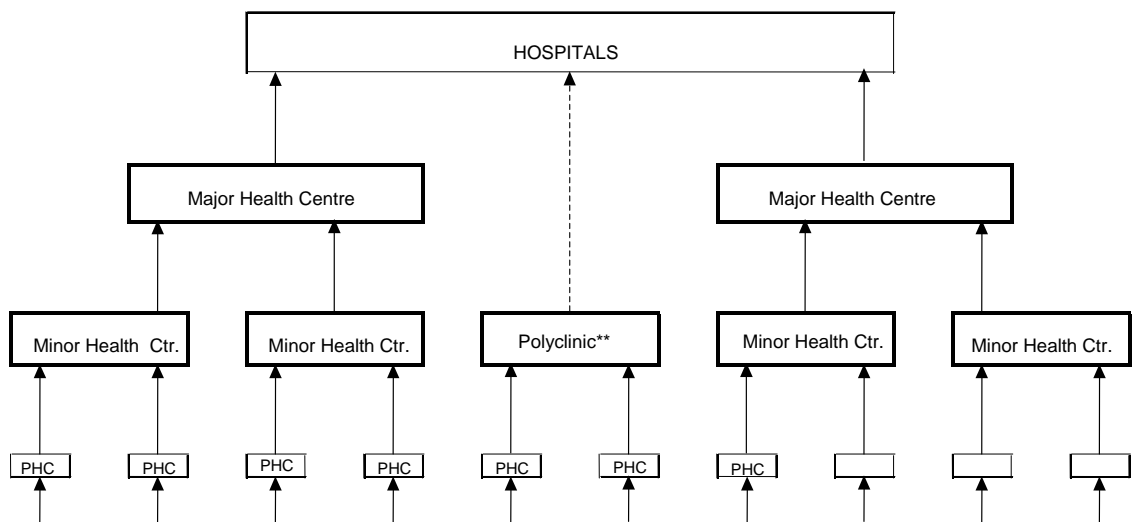 HOSPITALS
Major Health Centre
Major Health Centre
Minor Health Ctr.
Minor Health Ctr.
Polyclinic**
Minor Health Ctr.
Minor Health Ctr.
PHC
PHC
PHC
PHC
PHC
PHC
PHC